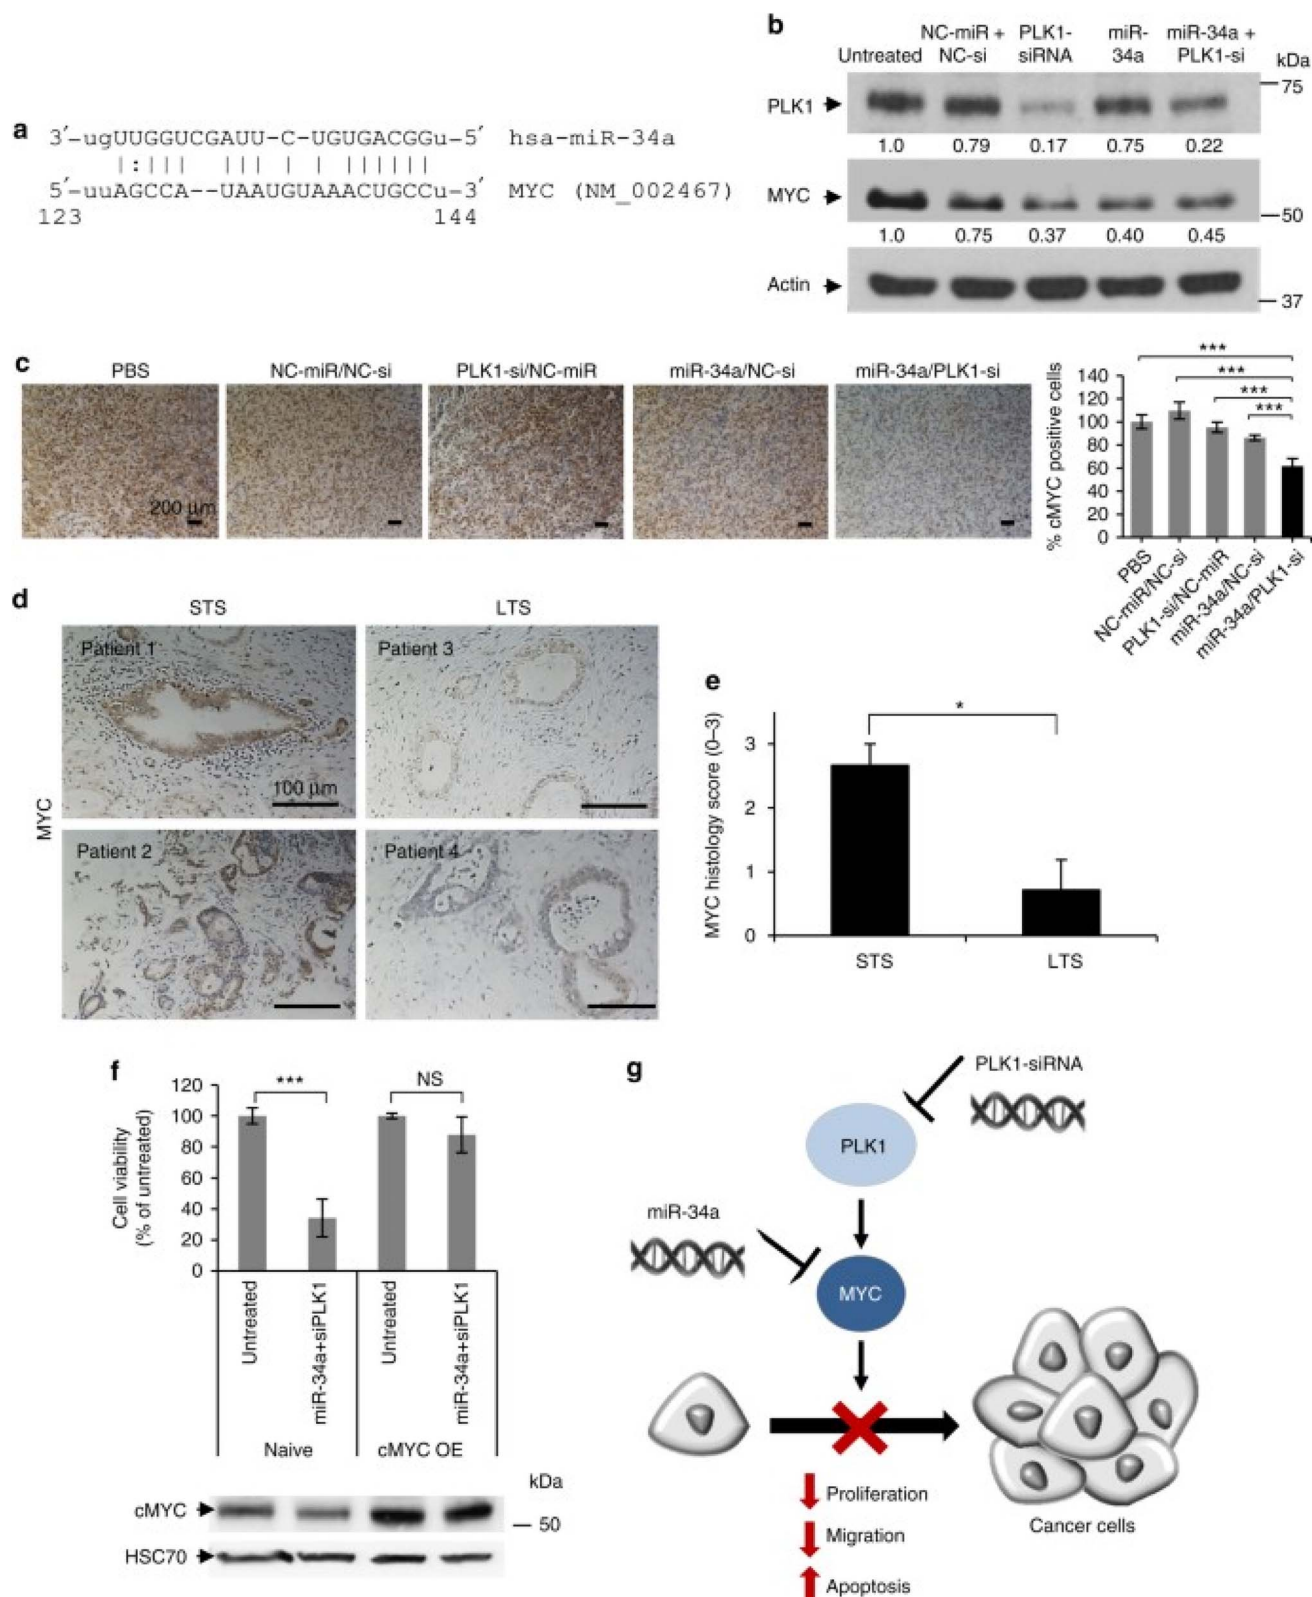 a
3′-ugUUGGUCGAUU-C-UGUGACGGu-5′ hsa-miR-34a
5′-uuAGCCA--UAAUGUAAACUGCCu-3′ MYC (NM_002467)
123 144
b
Untreated NC-miR + NC-si PLK1-siRNA miR-34a miR-34a + PLK1-si kDa
75
PLK1
1.0 0.79 0.17 0.75 0.22
MYC
50
1.0 0.75 0.37 0.40 0.45
Actin
37
c
PBS NC-miR/NC-si PLK1-si/NC-miR miR-34a/NC-si miR-34a/PLK1-si
200 µm
% cMYC positive cells
***
***
***
***
140
120
100
80
60
40
20
0
PBS
NC-miR/NC-si
PLK1-si/NC-miR
miR-34a/NC-si
miR-34a/PLK1-si
d
STS LTS
MYC
Patient 1 Patient 3
100 µm
Patient 2 Patient 4
e
MYC histology score (0–3)
*
3
2
1
0
STS LTS
f
Cell viability
(% of untreated)
*** NS
120
100
80
60
40
20
0
Untreated
miR-34a+siPLK1
Untreated
miR-34a+siPLK1
Naive cMYC OE
kDa
cMYC
50
HSC70
g
PLK1-siRNA
PLK1
miR-34a
MYC
Proliferation
Migration
Apoptosis
Cancer cells